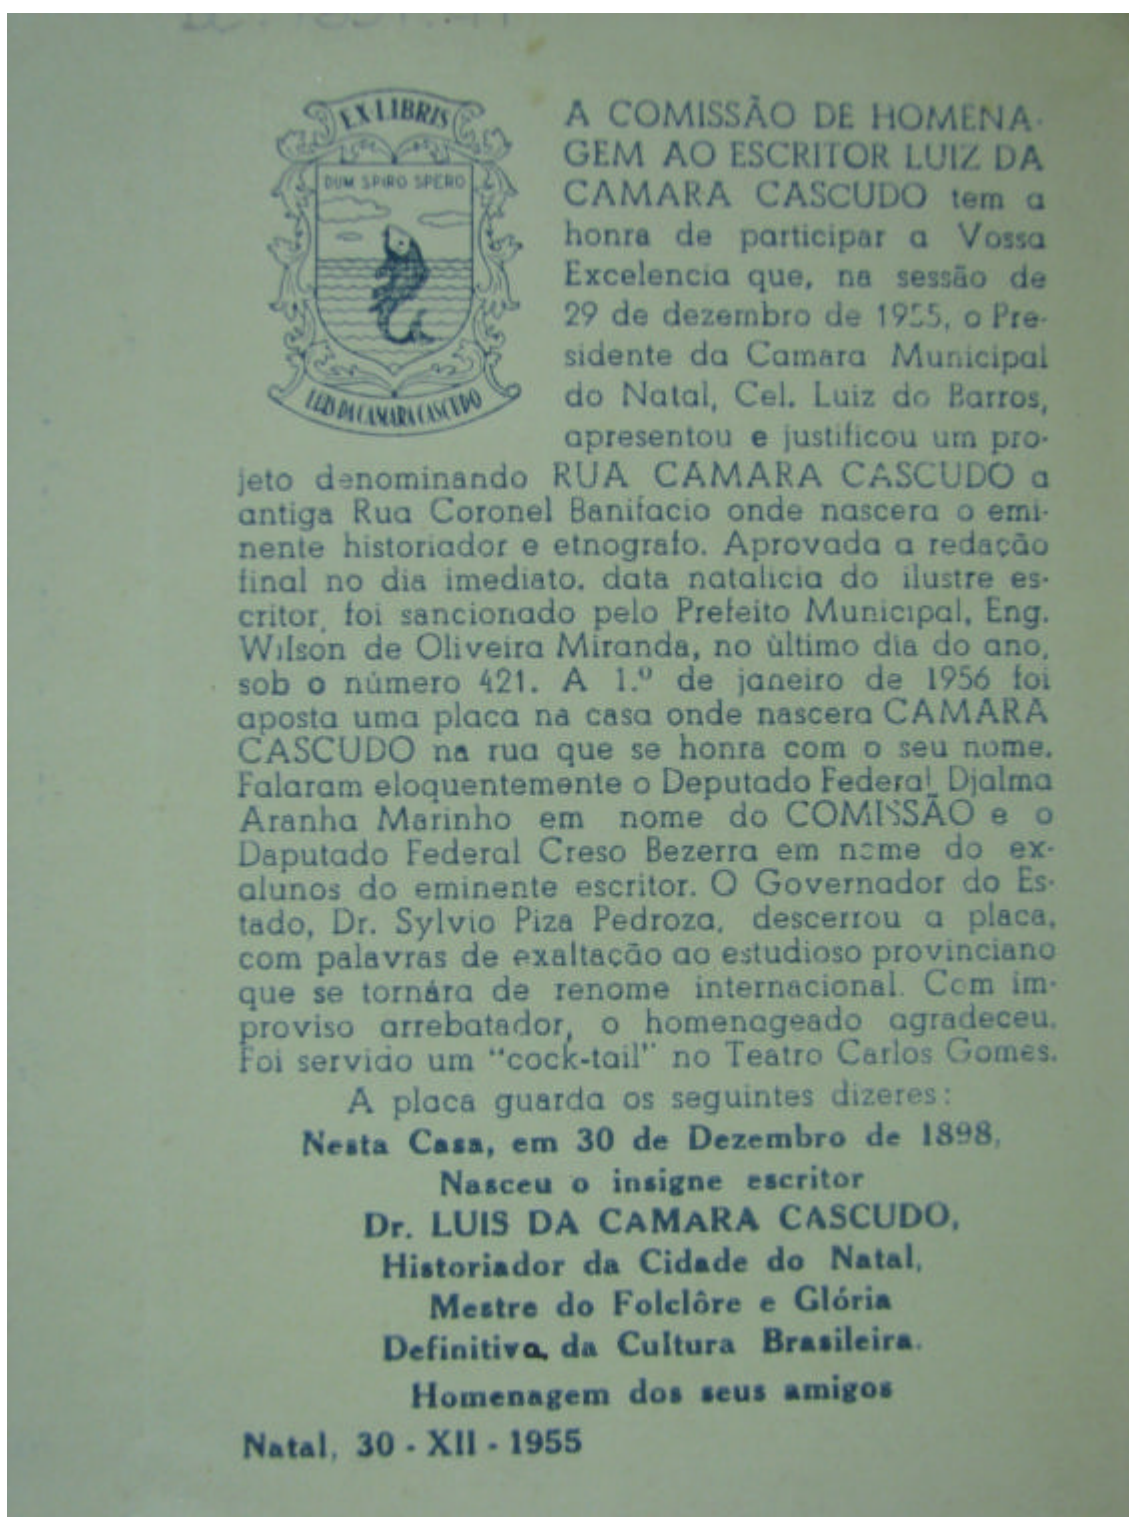 EX LIBRIS
DUM SPIRO SPERO
LUIS DA CAMARA CASCUDO
A COMISSÃO DE HOMENA-
GEM AO ESCRITOR LUIZ DA
CAMARA CASCUDO tem a
honra de participar a Vossa
Excelencia que, na sessão de
29 de dezembro de 1955, o Pre-
sidente da Camara Municipal
do Natal, Cel. Luiz do Barros,
apresentou e justificou um pro-
jeto denominando RUA CAMARA CASCUDO a
antiga Rua Coronel Banifacio onde nascera o emi-
nente historiador e etnografo. Aprovada a redação
final no dia imediato, data natalicia do ilustre es-
critor, foi sancionado pelo Prefeito Municipal, Eng.
Wilson de Oliveira Miranda, no ùltimo dia do ano,
sob o número 421. A 1.º de janeiro de 1956 foi
aposta uma placa na casa onde nascera CAMARA
CASCUDO na rua que se honra com o seu nome.
Falaram eloquentemente o Deputado Federal Djalma
Aranha Marinho em nome do COMISSÃO e o
Daputado Federal Creso Bezerra em nome do ex-
alunos do eminente escritor. O Governador do Es-
tado, Dr. Sylvio Piza Pedroza, descerrou a placa,
com palavras de exaltação ao estudioso provinciano
que se tornára de renome internacional. Com im-
proviso arrebatador, o homenageado agradeceu.
Foi servido um "cock-tail" no Teatro Carlos Gomes.
A placa guarda os seguintes dizeres:
Nesta Casa, em 30 de Dezembro de 1898,
Nasceu o insigne escritor
Dr. LUIS DA CAMARA CASCUDO,
Historiador da Cidade do Natal,
Mestre do Folclôre e Glória
Definitiva da Cultura Brasileira.
Homenagem dos seus amigos
Natal, 30 - XII - 1955